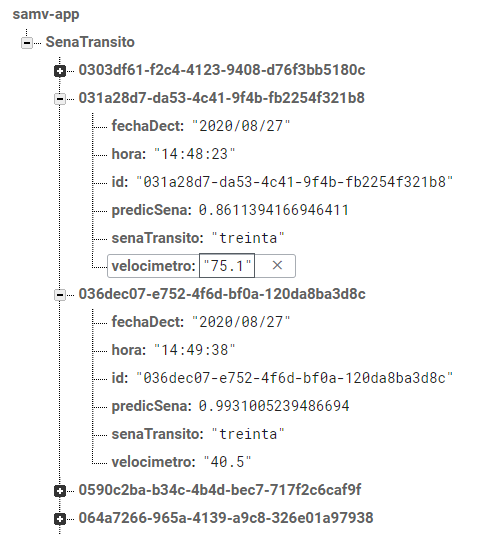 samv-app
SenaTransito
0303df61-f2c4-4123-9408-d76f3bb5180c
031a28d7-da53-4c41-9f4b-fb2254f321b8
fechaDect: "2020/08/27"
hora: "14:48:23"
id: "031a28d7-da53-4c41-9f4b-fb2254f321b8"
predicSena: 0.8611394166946411
senaTransito: "treinta"
velocimetro: "75.1" ×
036dec07-e752-4f6d-bf0a-120da8ba3d8c
fechaDect: "2020/08/27"
hora: "14:49:38"
id: "036dec07-e752-4f6d-bf0a-120da8ba3d8c"
predicSena: 0.9931005239486694
senaTransito: "treinta"
velocimetro: "40.5"
0590c2ba-b34c-4b4d-bec7-717f2c6caf9f
064a7266-965a-4139-a9c8-326e01a97938